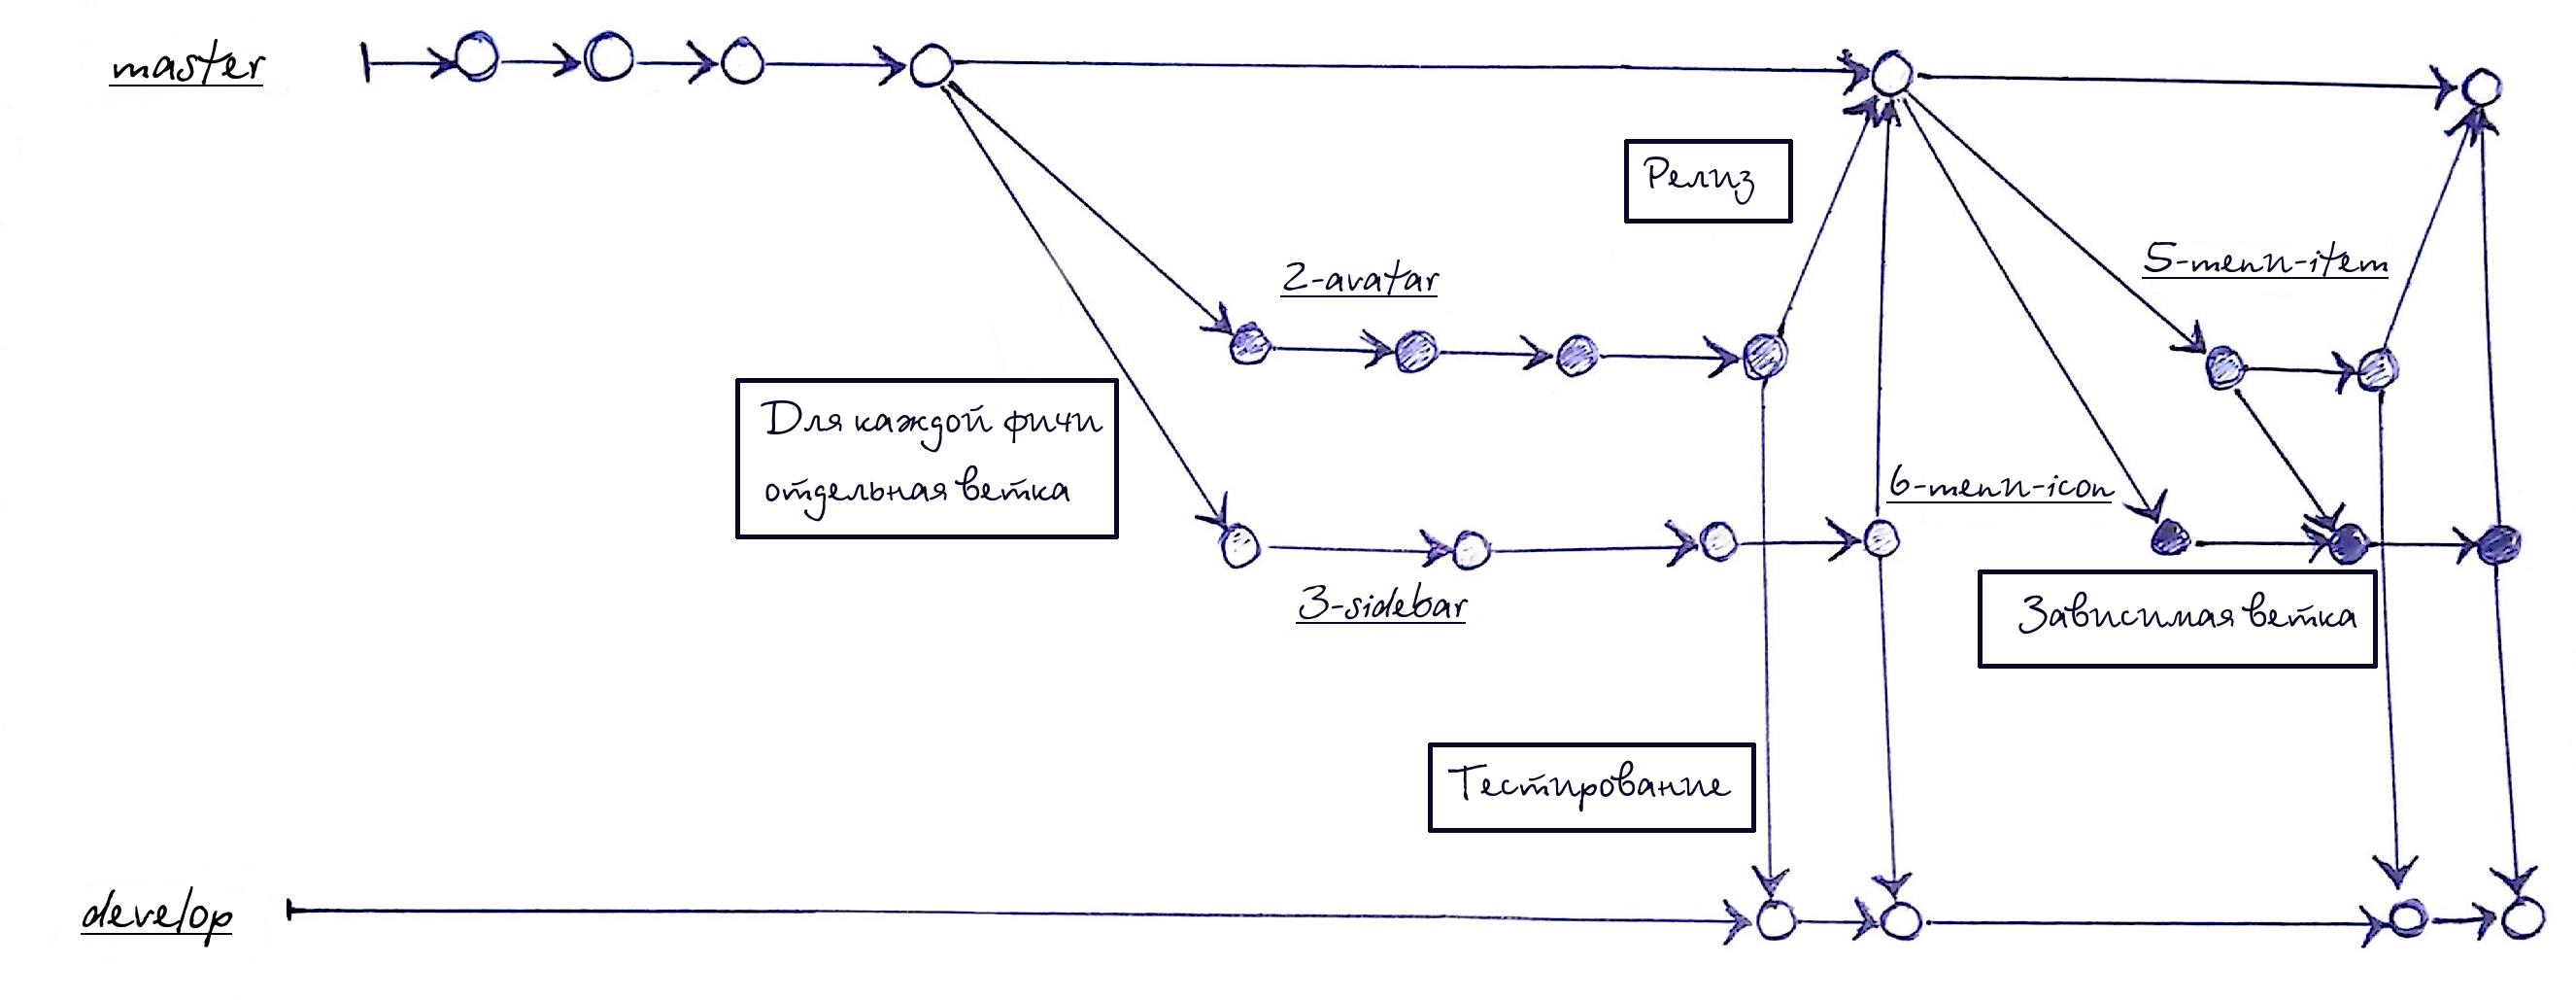 master
Релиз
5-menu-item
2-avatar
Для каждой фичи
отдельная ветка
6-menu-icon
3-sidebar
Зависимая ветка
Тестирование
develop